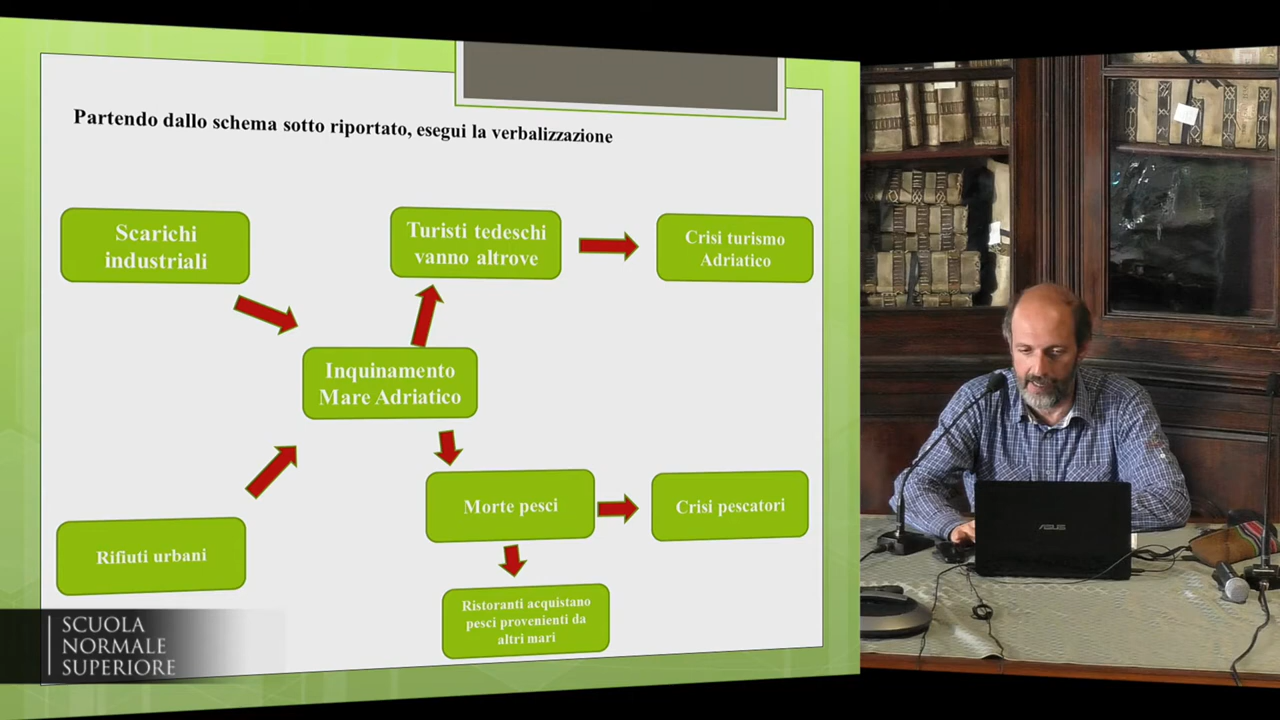 Partendo dallo schema sotto riportato, esegui la verbalizzazione
Scarichi
industriali
Turisti tedeschi
vanno altrove
Crisi turismo
Adriatico
Inquinamento
Mare Adriatico
Morte pesci
Crisi pescatori
Rifiuti urbani
Ristoranti acquistano
pesci provenienti da
altri mari
SCUOLA
NORMALE
SUPERIORE
ASUS